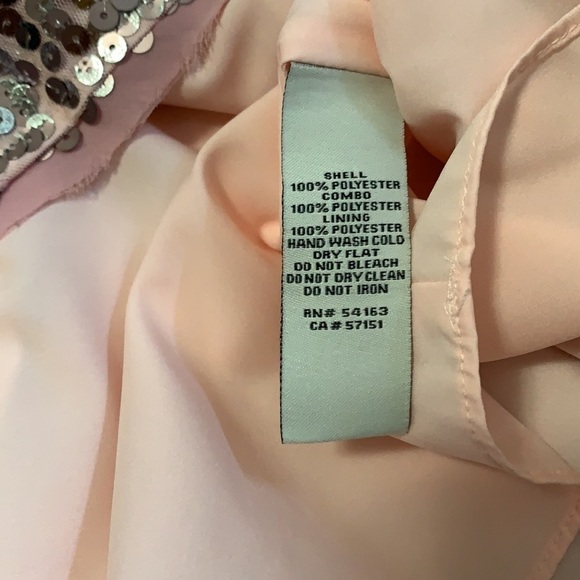 SHELL
100% POLYESTER
COMBO
100% POLYESTER
LINING
100% POLYESTER
HAND WASH COLD
DRY FLAT
DO NOT BLEACH
DO NOT DRY CLEAN
DO NOT IRON
RN# 54163
CA # 57151